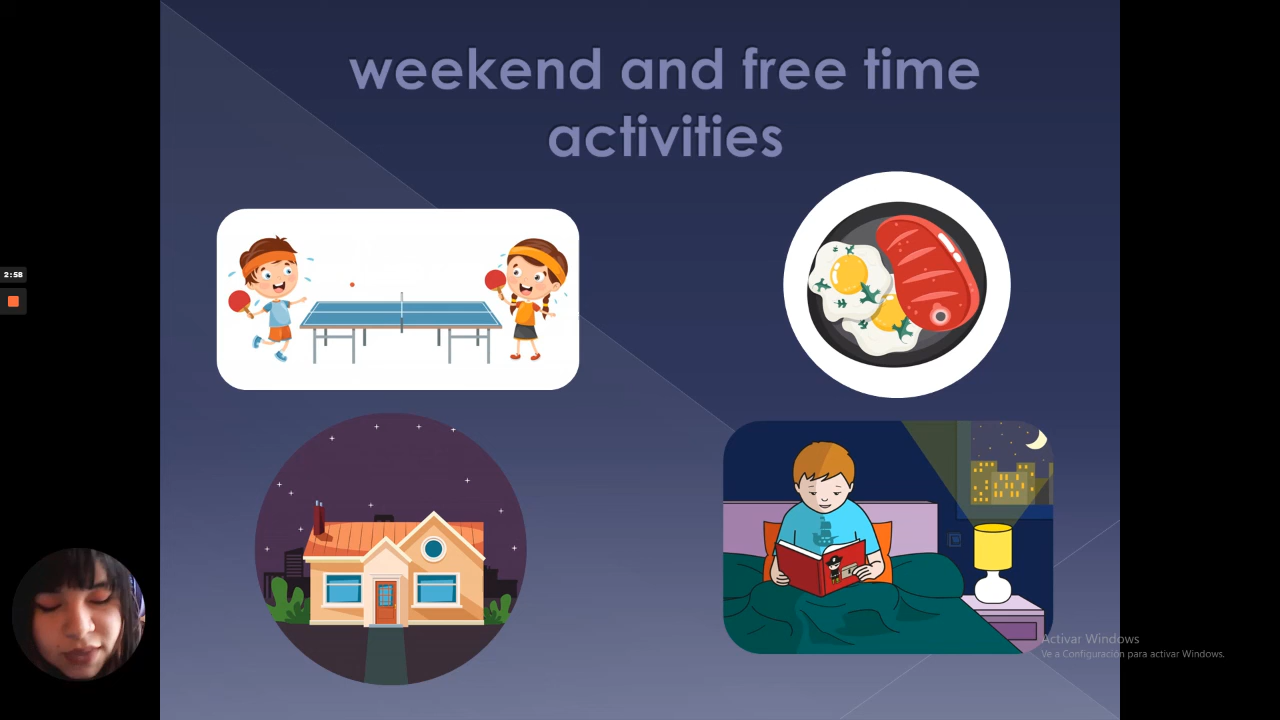 weekend and free time
activities
2:58
Activar Windows
Ve a Configuración para activar Windows.